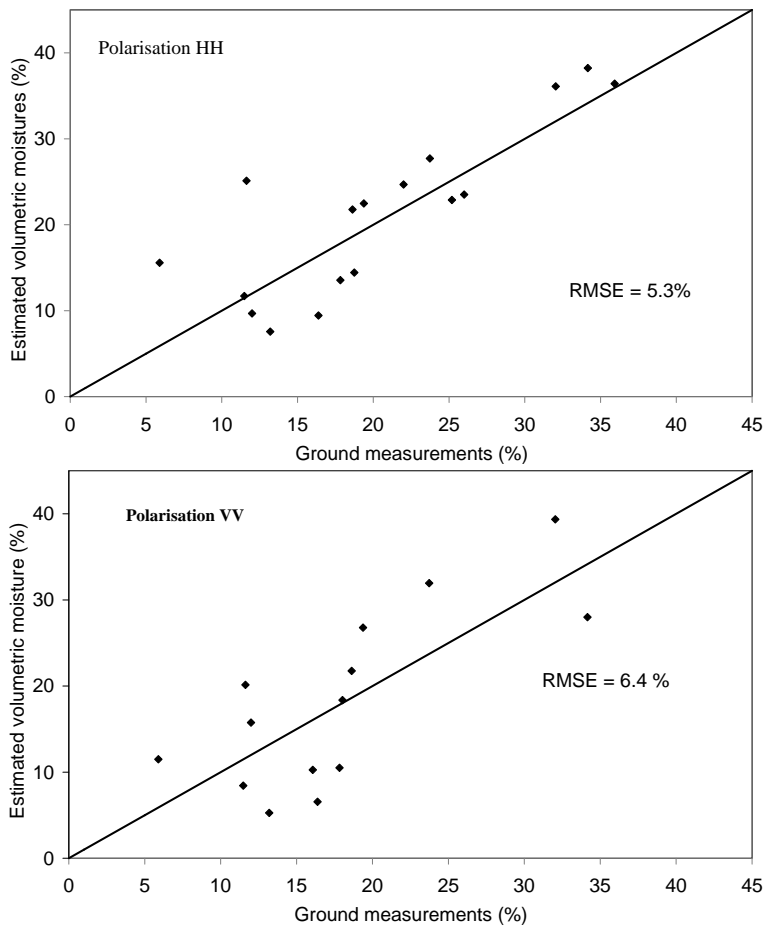 Polarisation HH
Estimated volumetric moistures (%)
40
30
20
10
0
RMSE = 5.3%
0 5 10 15 20 25 30 35 40 45
Ground measurements (%)
Polarisation VV
Estimated volumetric moisture (%)
40
30
20
10
0
RMSE = 6.4 %
0 5 10 15 20 25 30 35 40 45
Ground measurements (%)